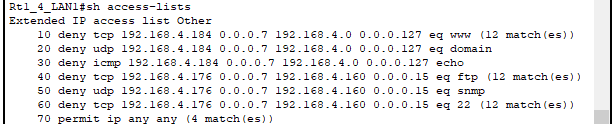 Rt1_4_LAN1#sh access-lists
Extended IP access list Other
10 deny tcp 192.168.4.184 0.0.0.7 192.168.4.0 0.0.0.127 eq www (12 match(es))
20 deny udp 192.168.4.184 0.0.0.7 192.168.4.0 0.0.0.127 eq domain
30 deny icmp 192.168.4.184 0.0.0.7 192.168.4.0 0.0.0.127 echo
40 deny tcp 192.168.4.176 0.0.0.7 192.168.4.160 0.0.0.15 eq ftp (12 match(es))
50 deny udp 192.168.4.176 0.0.0.7 192.168.4.160 0.0.0.15 eq snmp
60 deny tcp 192.168.4.176 0.0.0.7 192.168.4.160 0.0.0.15 eq 22 (12 match(es))
70 permit ip any any (4 match(es))